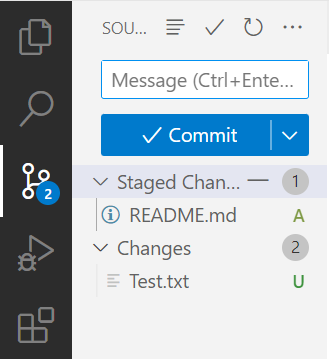 SOU...
Message (Ctrl+Ente...
Commit
2
Staged Chan... 1
README.md A
Changes 2
Test.txt U